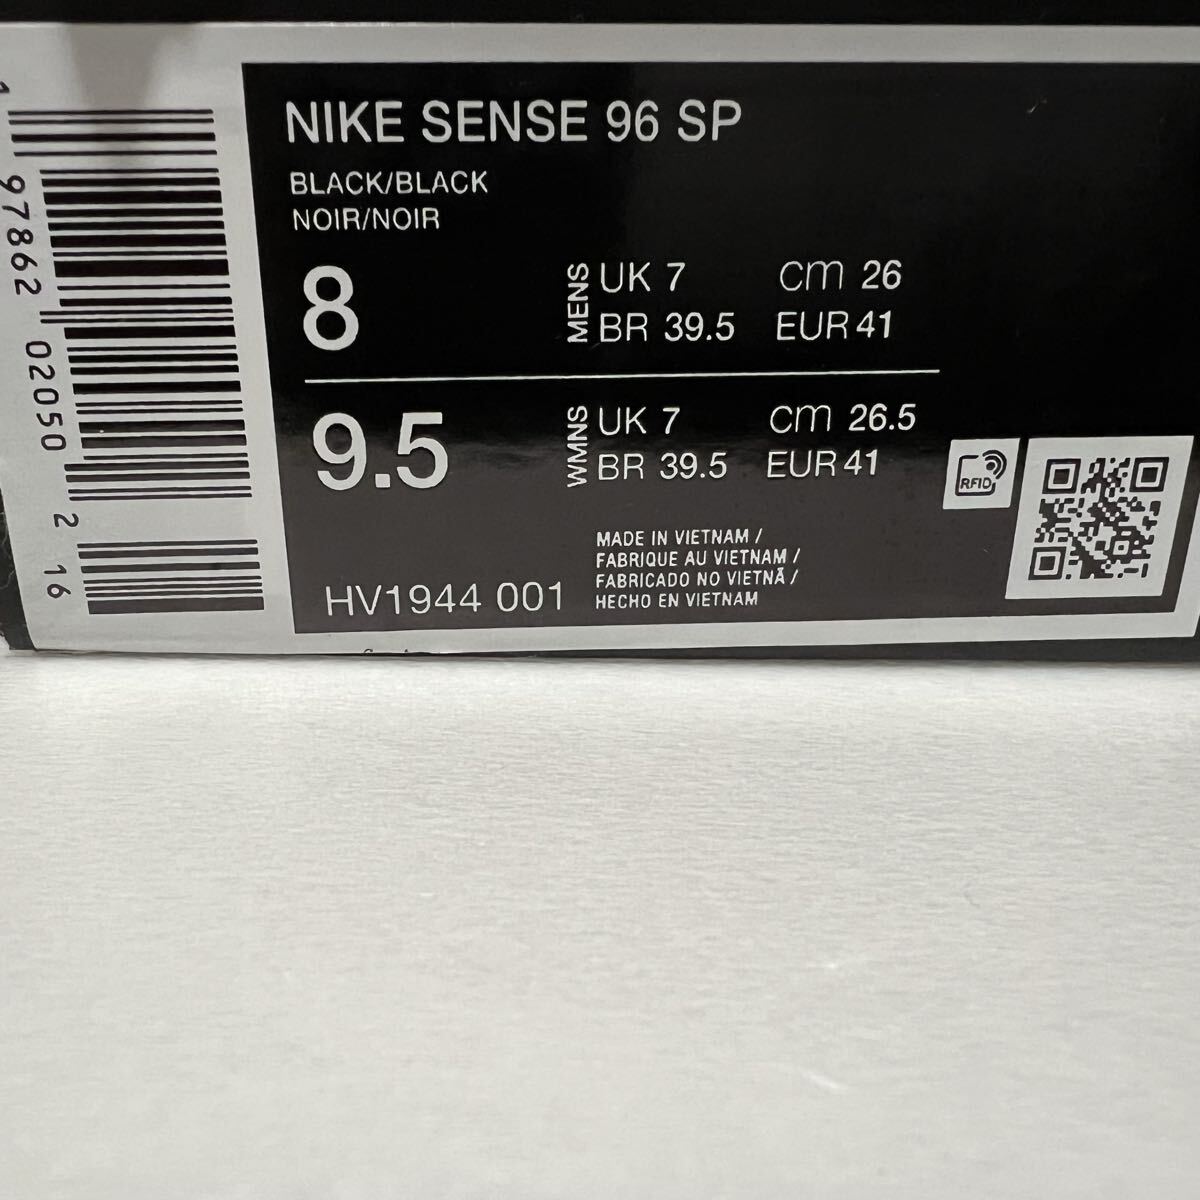 NIKE SENSE 96 SP
BLACK/BLACK
NOIR/NOIR
8
MENS
UK 7 cm 26
BR 39.5 EUR 41
9.5
WMNS
UK 7 cm 26.5
BR 39.5 EUR 41
RFID
MADE IN VIETNAM /
FABRIQUE AU VIETNAM /
FABRICADO NO VIETNÃ /
HECHO EN VIETNAM
HV1944 001
1 97862 02050 2 16